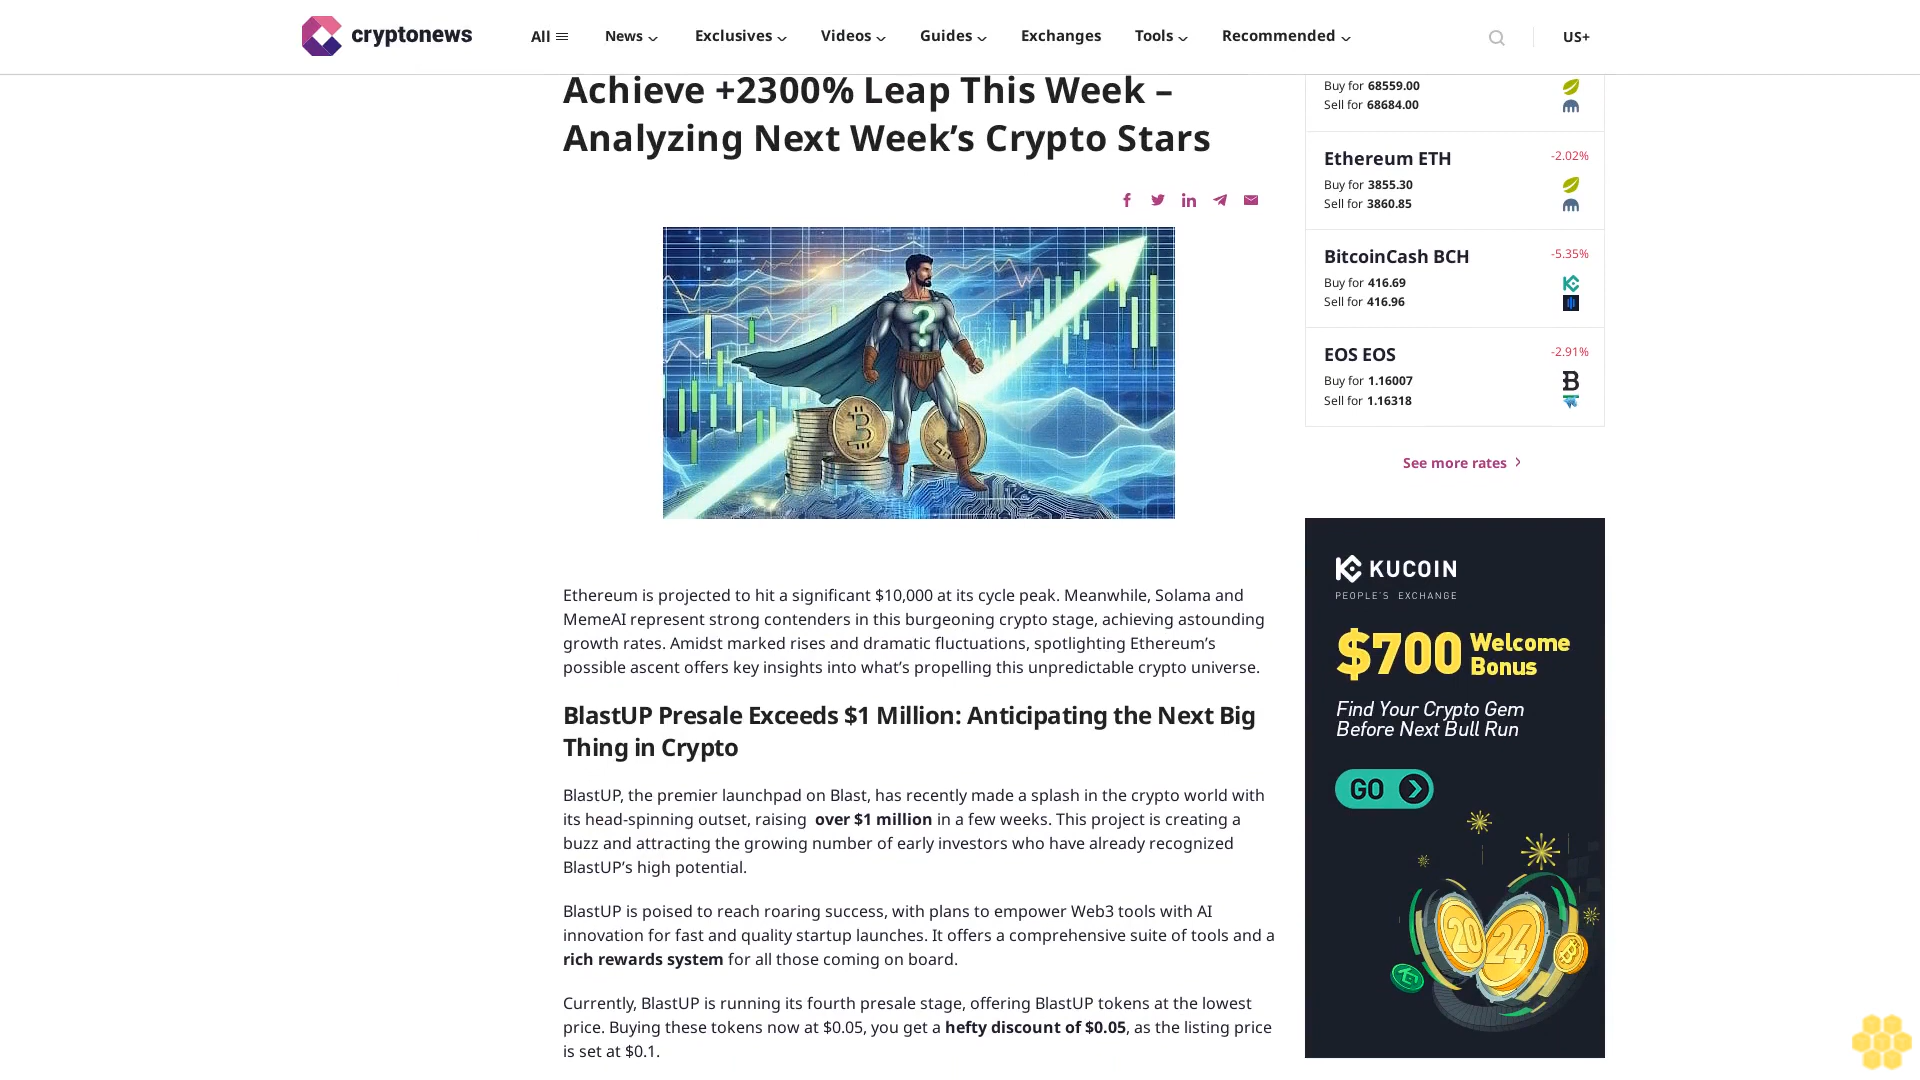 cryptonews
All
News
Exclusives
Videos
Guides
Exchanges
Tools
Recommended
US+
Achieve +2300% Leap This Week –
Analyzing Next Week’s Crypto Stars
Ethereum is projected to hit a significant $10,000 at its cycle peak. Meanwhile, Solama and
MemeAI represent strong contenders in this burgeoning crypto stage, achieving astounding
growth rates. Amidst marked rises and dramatic fluctuations, spotlighting Ethereum’s
possible ascent offers key insights into what’s propelling this unpredictable crypto universe.
BlastUP Presale Exceeds $1 Million: Anticipating the Next Big
Thing in Crypto
BlastUP, the premier launchpad on Blast, has recently made a splash in the crypto world with
its head-spinning outset, raising over $1 million in a few weeks. This project is creating a
buzz and attracting the growing number of early investors who have already recognized
BlastUP’s high potential.
BlastUP is poised to reach roaring success, with plans to empower Web3 tools with AI
innovation for fast and quality startup launches. It offers a comprehensive suite of tools and a
rich rewards system for all those coming on board.
Currently, BlastUP is running its fourth presale stage, offering BlastUP tokens at the lowest
price. Buying these tokens now at $0.05, you get a hefty discount of $0.05, as the listing price
is set at $0.1.
Buy for 68559.00
Sell for 68684.00
Ethereum ETH -2.02%
Buy for 3855.30
Sell for 3860.85
BitcoinCash BCH -5.35%
Buy for 416.69
Sell for 416.96
EOS EOS -2.91%
Buy for 1.16007
Sell for 1.16318
See more rates
KUCOIN
PEOPLE'S EXCHANGE
$700 Welcome
Bonus
Find Your Crypto Gem
Before Next Bull Run
GO
20 24